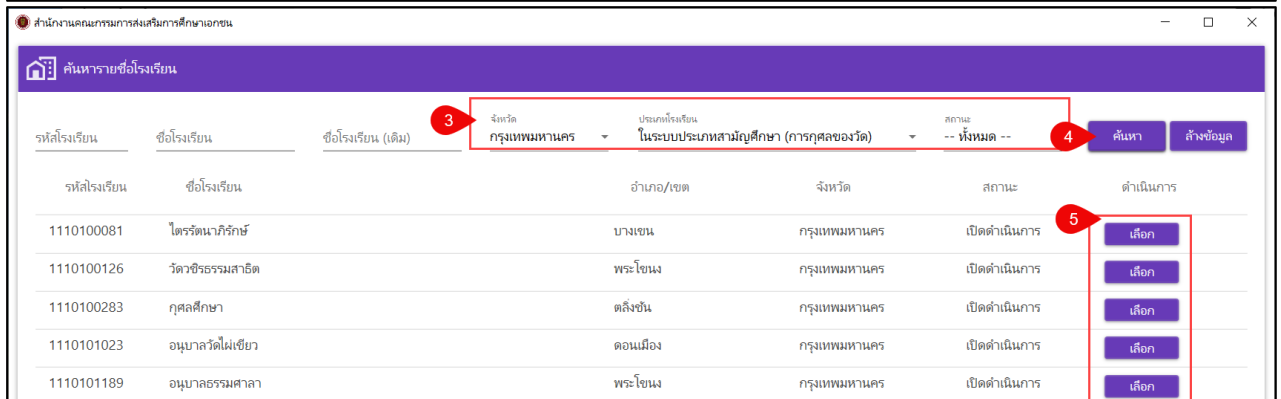 สำนักงานคณะกรรมการส่งเสริมการศึกษาเอกชน
ค้นหารายชื่อโรงเรียน
3 จังหวัด ประเภทโรงเรียน สถานะ
รหัสโรงเรียน ชื่อโรงเรียน ชื่อโรงเรียน (เดิม) กรุงเทพมหานคร ในระบบประเภทสามัญศึกษา (การกุศลของวัด) -- ทั้งหมด -- 4 ค้นหา ล้างข้อมูล
รหัสโรงเรียน ชื่อโรงเรียน อำเภอ/เขต จังหวัด สถานะ ดำเนินการ
5
1110100081 ไตรรัตนาภิรักษ์ บางเขน กรุงเทพมหานคร เปิดดำเนินการ เลือก
1110100126 วัดวชิรธรรมสาธิต พระโขนง กรุงเทพมหานคร เปิดดำเนินการ เลือก
1110100283 กุศลศึกษา ตลิ่งชัน กรุงเทพมหานคร เปิดดำเนินการ เลือก
1110101023 อนุบาลวัดไผ่เขียว ดอนเมือง กรุงเทพมหานคร เปิดดำเนินการ เลือก
1110101189 อนุบาลธรรมศาลา พระโขนง กรุงเทพมหานคร เปิดดำเนินการ เลือก